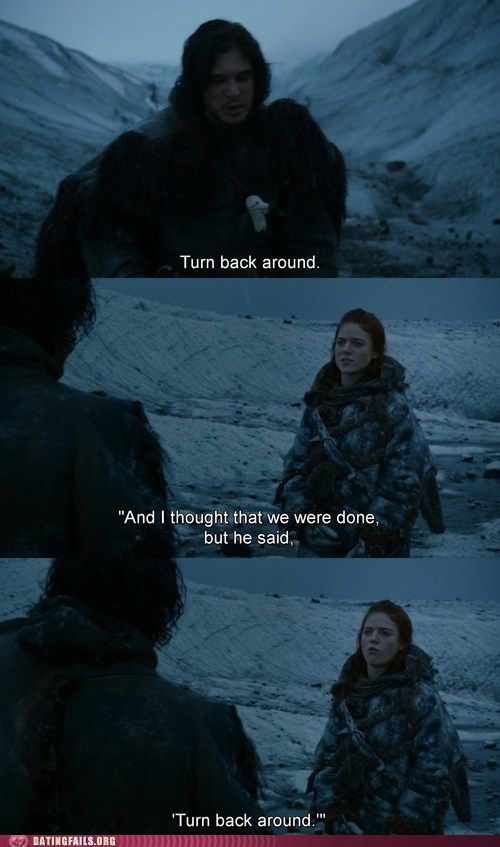 Turn back around.
"And I thought that we were done,
but he said,
'Turn back around.'"
DATINGFAILS.ORG